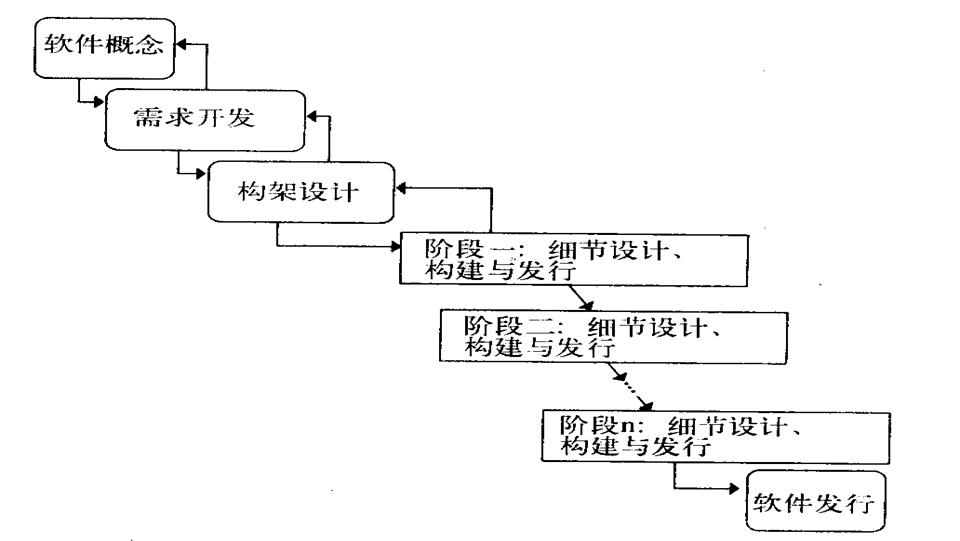 软件概念
需求开发
构架设计
阶段一：细节设计、
构建与发行
阶段二：细节设计、
构建与发行
阶段n：细节设计、
构建与发行
软件发行